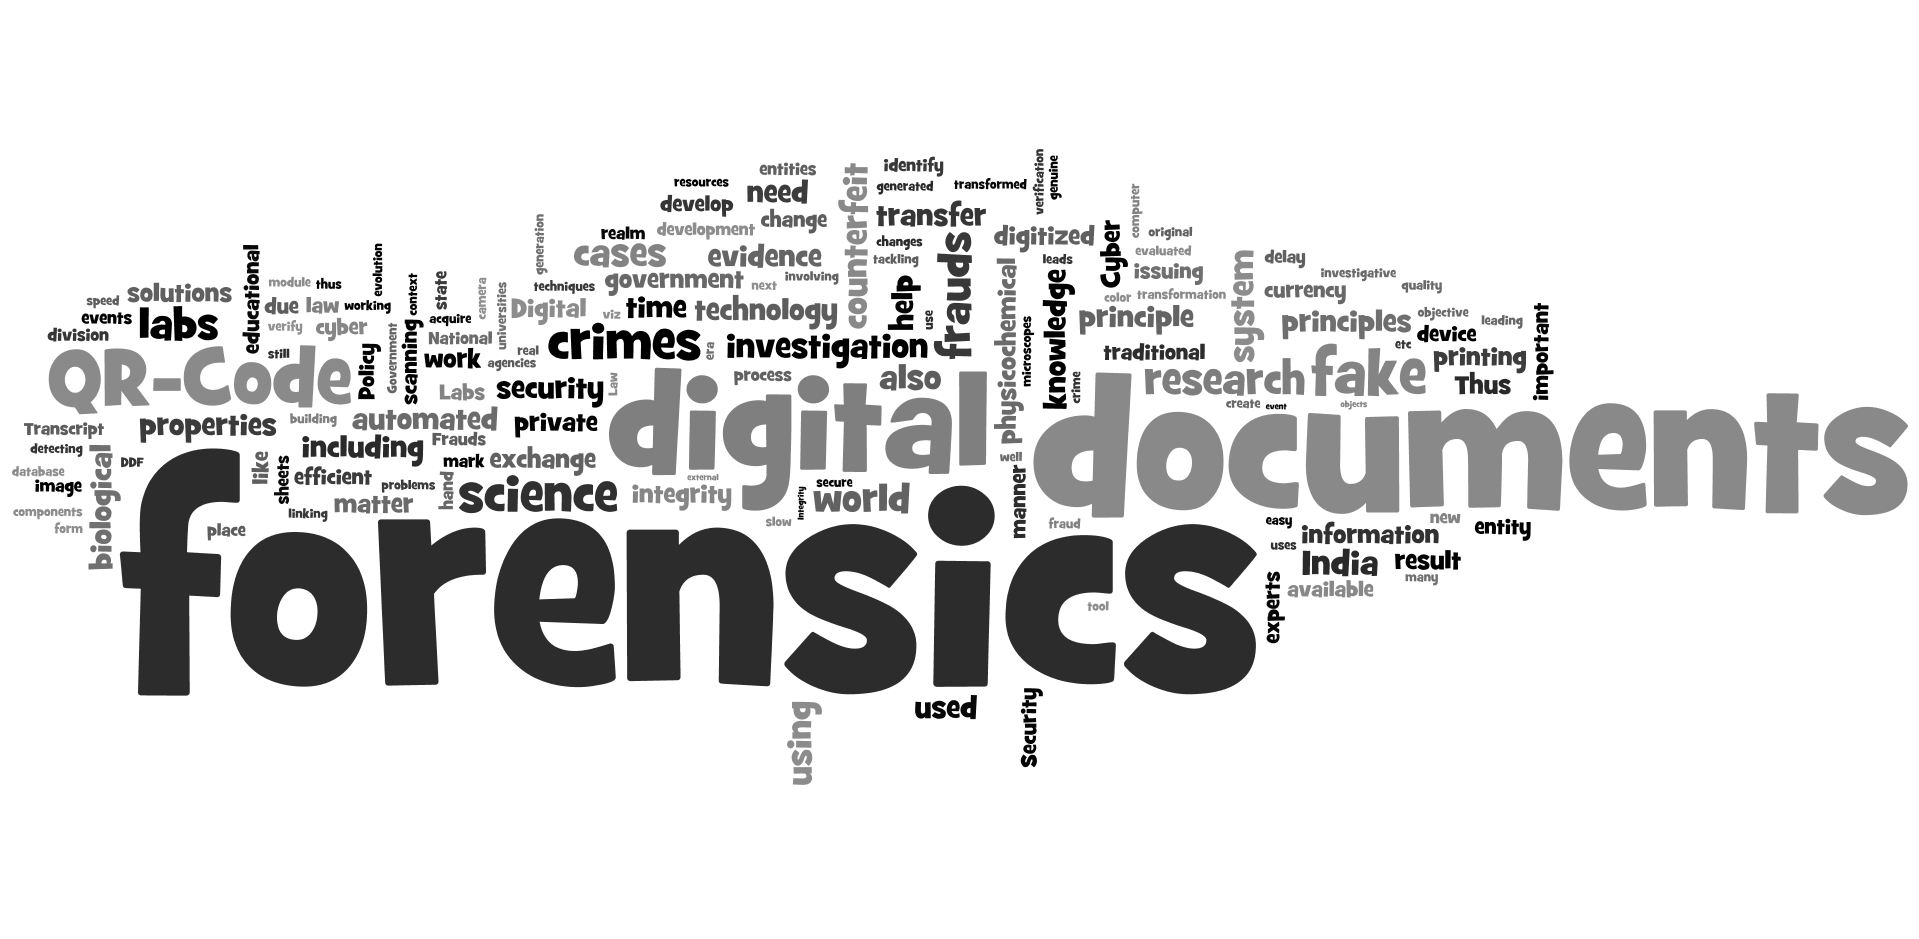 entities
identify
resources
need
generated
transformed
verification
genuine
develop
change
counterfeit
transfer
computer
original
realm
development
digitized
Cyber
generation
cases
evidence
changes
frauds
evaluated
tackling
leads
issuing
system
delay
educational
evolution
module
thus
context
state
camera
techniques
government
next
involving
help
physicochemical
knowledge
investigative
currency
quality
speed
solutions
due
law
working
universities
Digital
viz
time
technology
use
color
transformation
events
labs
verify
cyber
acquire
principle
principles
objective
leading
important
division
still
Policy
Government
scanning
National
work
agencies
real
crimes
era
investigation
microscopes
traditional
etc
device
printing
QR-Code
Labs
security
Law
process
also
crime
research
fake
Thus
create
event
objects
properties
building
automated
private
digital
documents
Transcript
detecting
biological
DDF
including
Frauds
mark
exchange
well
database
image
like
sheets
efficient
problems
hand
science
external
integrity
Integrity
secure
world
manner
components
form
place
linking
matter
slow
fraud
easy
new
entity
information
uses
India
result
many
available
experts
forensics
tool
using
used
security